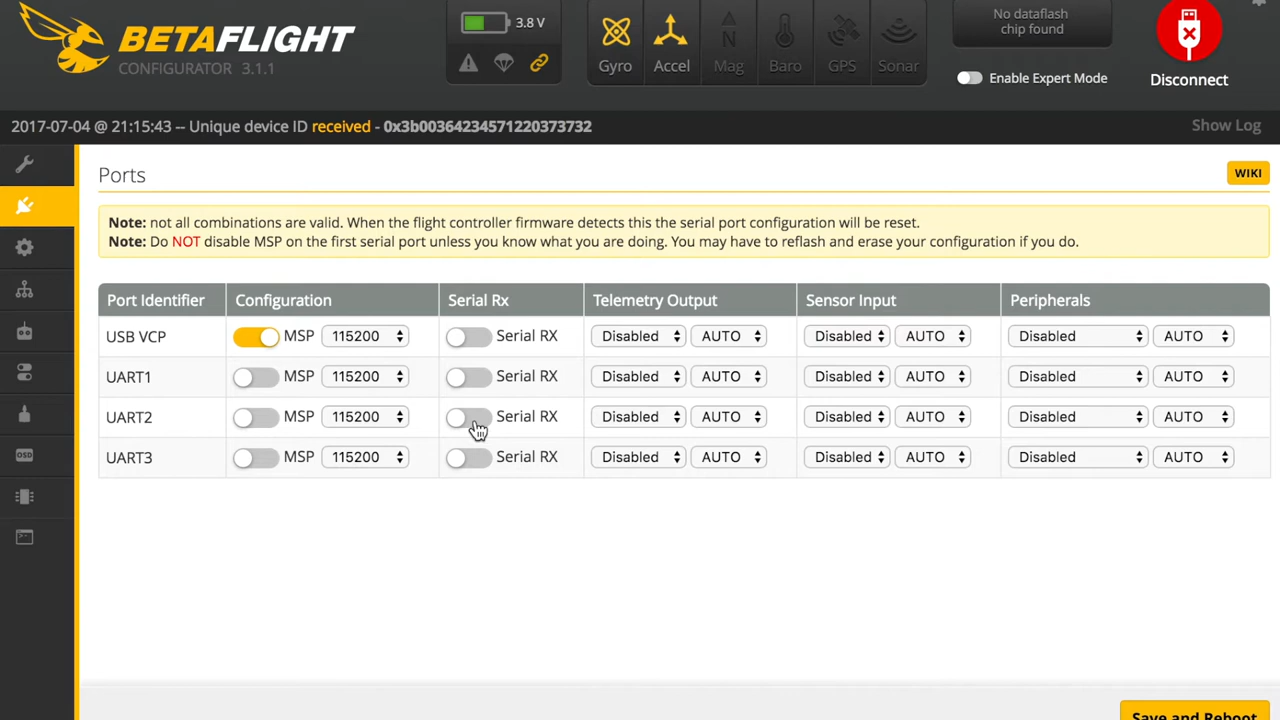 BETAFLIGHT
CONFIGURATOR 3.1.1
3.8 V
Gyro
Accel
N
Mag
Baro
GPS
Sonar
No dataflash
chip found
Enable Expert Mode
Disconnect
2017-07-04 @ 21:15:43 -- Unique device ID received - 0x3b00364234571220373732
Show Log
Ports
WIKI
Note: not all combinations are valid. When the flight controller firmware detects this the serial port configuration will be reset.
Note: Do NOT disable MSP on the first serial port unless you know what you are doing. You may have to reflash and erase your configuration if you do.
Port Identifier Configuration Serial Rx Telemetry Output Sensor Input Peripherals
USB VCP MSP 115200 Serial RX Disabled AUTO Disabled AUTO Disabled AUTO
UART1 MSP 115200 Serial RX Disabled AUTO Disabled AUTO Disabled AUTO
UART2 MSP 115200 Serial RX Disabled AUTO Disabled AUTO Disabled AUTO
UART3 MSP 115200 Serial RX Disabled AUTO Disabled AUTO Disabled AUTO
OSD
Save and Reboot